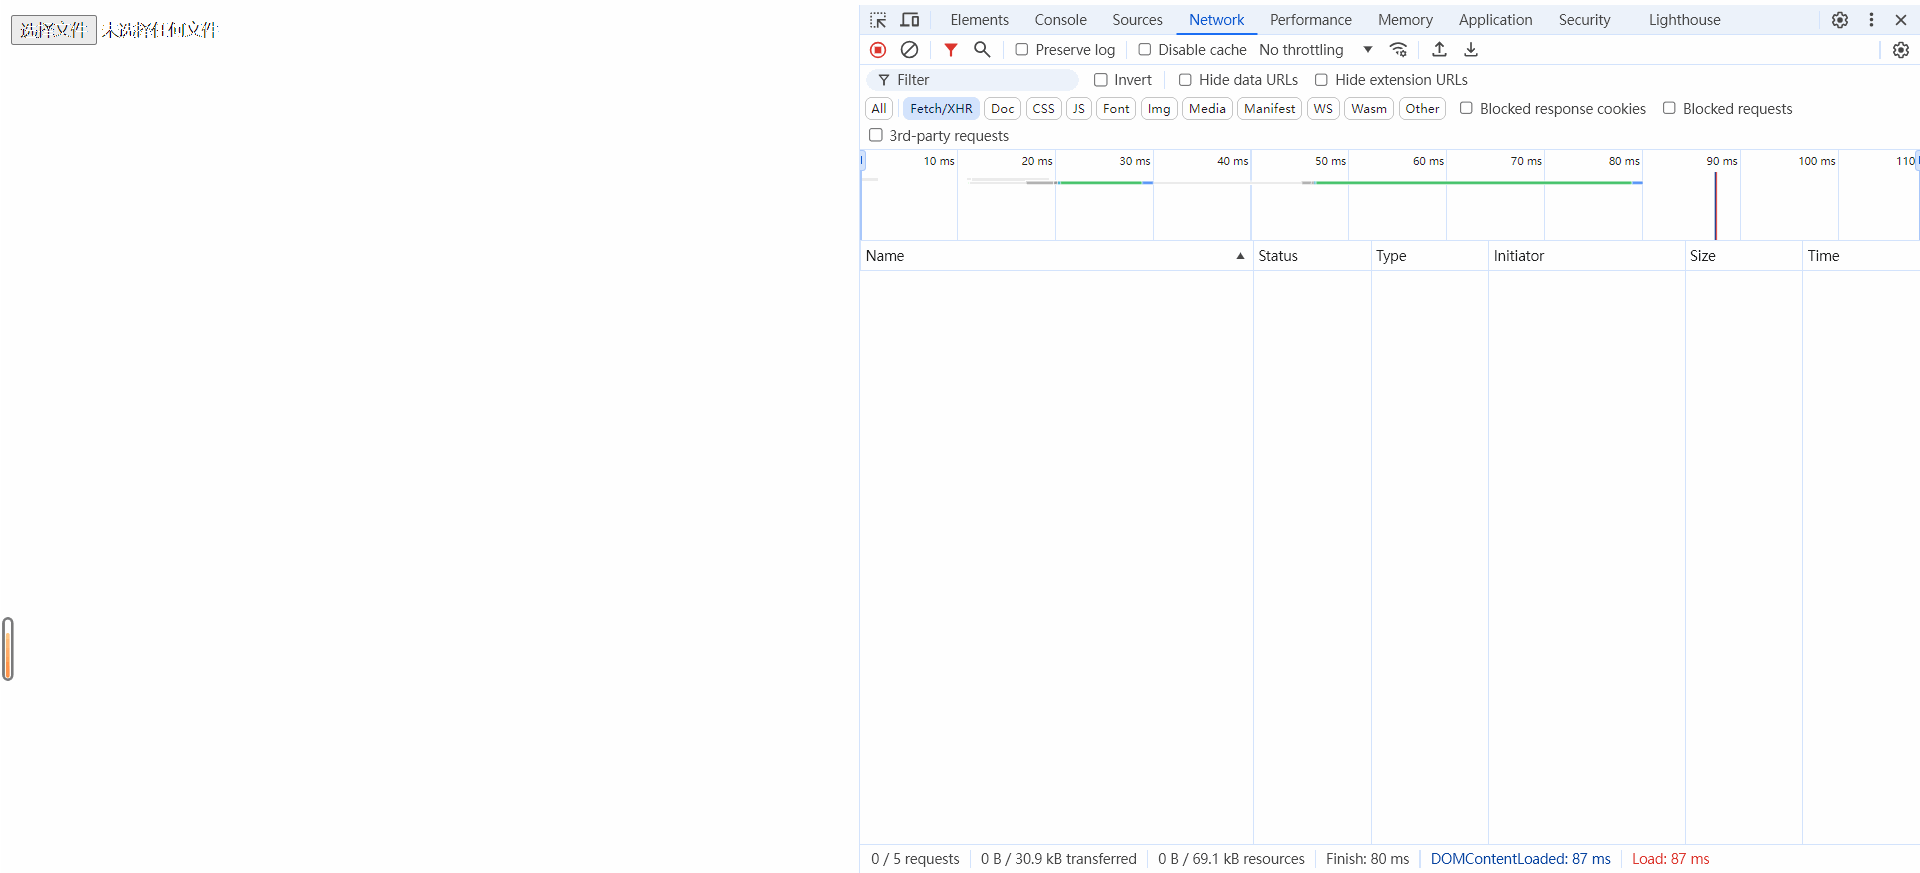 选择文件 未选择任何文件
Elements Console Sources Network Performance Memory Application Security Lighthouse
Preserve log Disable cache No throttling
Filter Invert Hide data URLs Hide extension URLs
All Fetch/XHR Doc CSS JS Font Img Media Manifest WS Wasm Other Blocked response cookies Blocked requests
3rd-party requests
10 ms 20 ms 30 ms 40 ms 50 ms 60 ms 70 ms 80 ms 90 ms 100 ms 110
Name Status Type Initiator Size Time
0 / 5 requests 0 B / 30.9 kB transferred 0 B / 69.1 kB resources Finish: 80 ms DOMContentLoaded: 87 ms Load: 87 ms